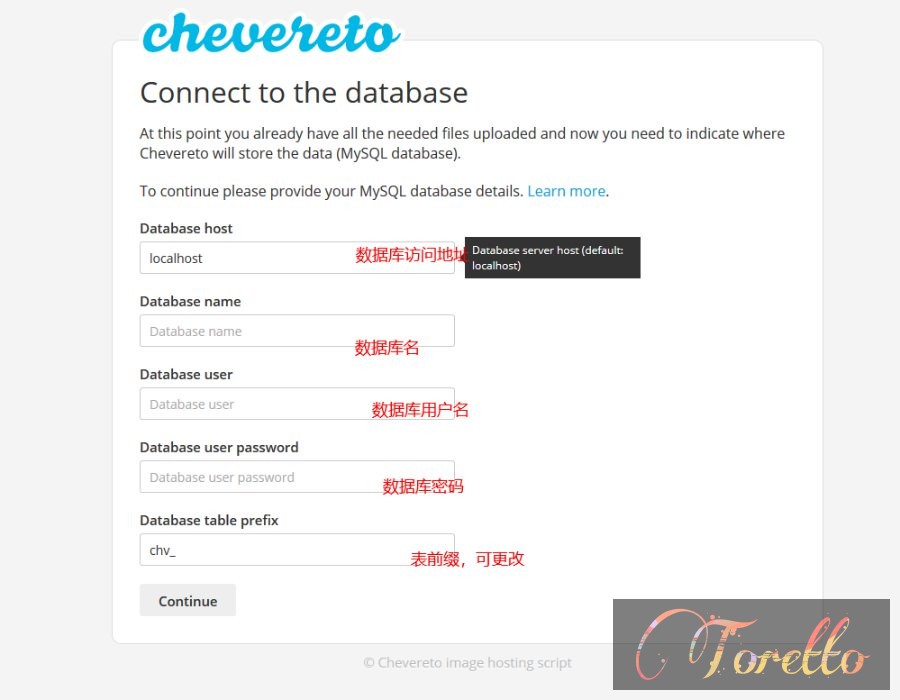 chevereto
Connect to the database
At this point you already have all the needed files uploaded and now you need to indicate where
Chevereto will store the data (MySQL database).
To continue please provide your MySQL database details. Learn more.
Database host
localhost
数据库访问地址
Database server host (default:
localhost)
Database name
Database name
数据库名
Database user
Database user
数据库用户名
Database user password
Database user password
数据库密码
Database table prefix
chv_
表前缀，可更改
Continue
© Chevereto image hosting script
Toretto